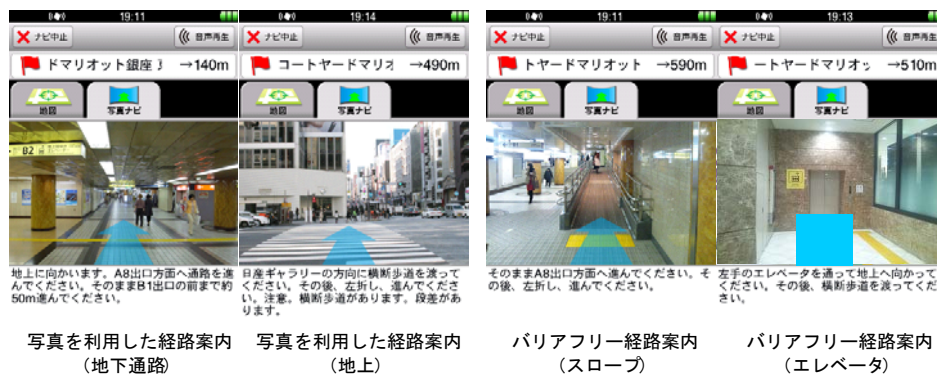 19:11
ナビ中止
音声再生
ドマリオット銀座
→140m
地図
写真ナビ
B2
地上に向かいます。A8出口方面へ通路を進
んでください。そのままB1出口の前まで約
50m進んでください。
写真を利用した経路案内
(地下通路)
19:14
ナビ中止
音声再生
コートヤードマリオ
→490m
地図
写真ナビ
日産ギャラリーの方向に横断歩道を渡って
ください。その後、左折し、進んでくださ
い。注意。横断歩道があります。段差があ
ります。
写真を利用した経路案内
(地上)
19:11
ナビ中止
音声再生
トヤードマリオット
→590m
地図
写真ナビ
そのままA8出口方面へ進んでください。そ
の後、左折し、進んでください。
バリアフリー経路案内
(スロープ)
19:13
ナビ中止
音声再生
ートヤードマリオッ
→510m
地図
写真ナビ
左手のエレベータを通って地上へ向かって
ください。その後、横断歩道を渡ってくだ
さい。
バリアフリー経路案内
(エレベータ)